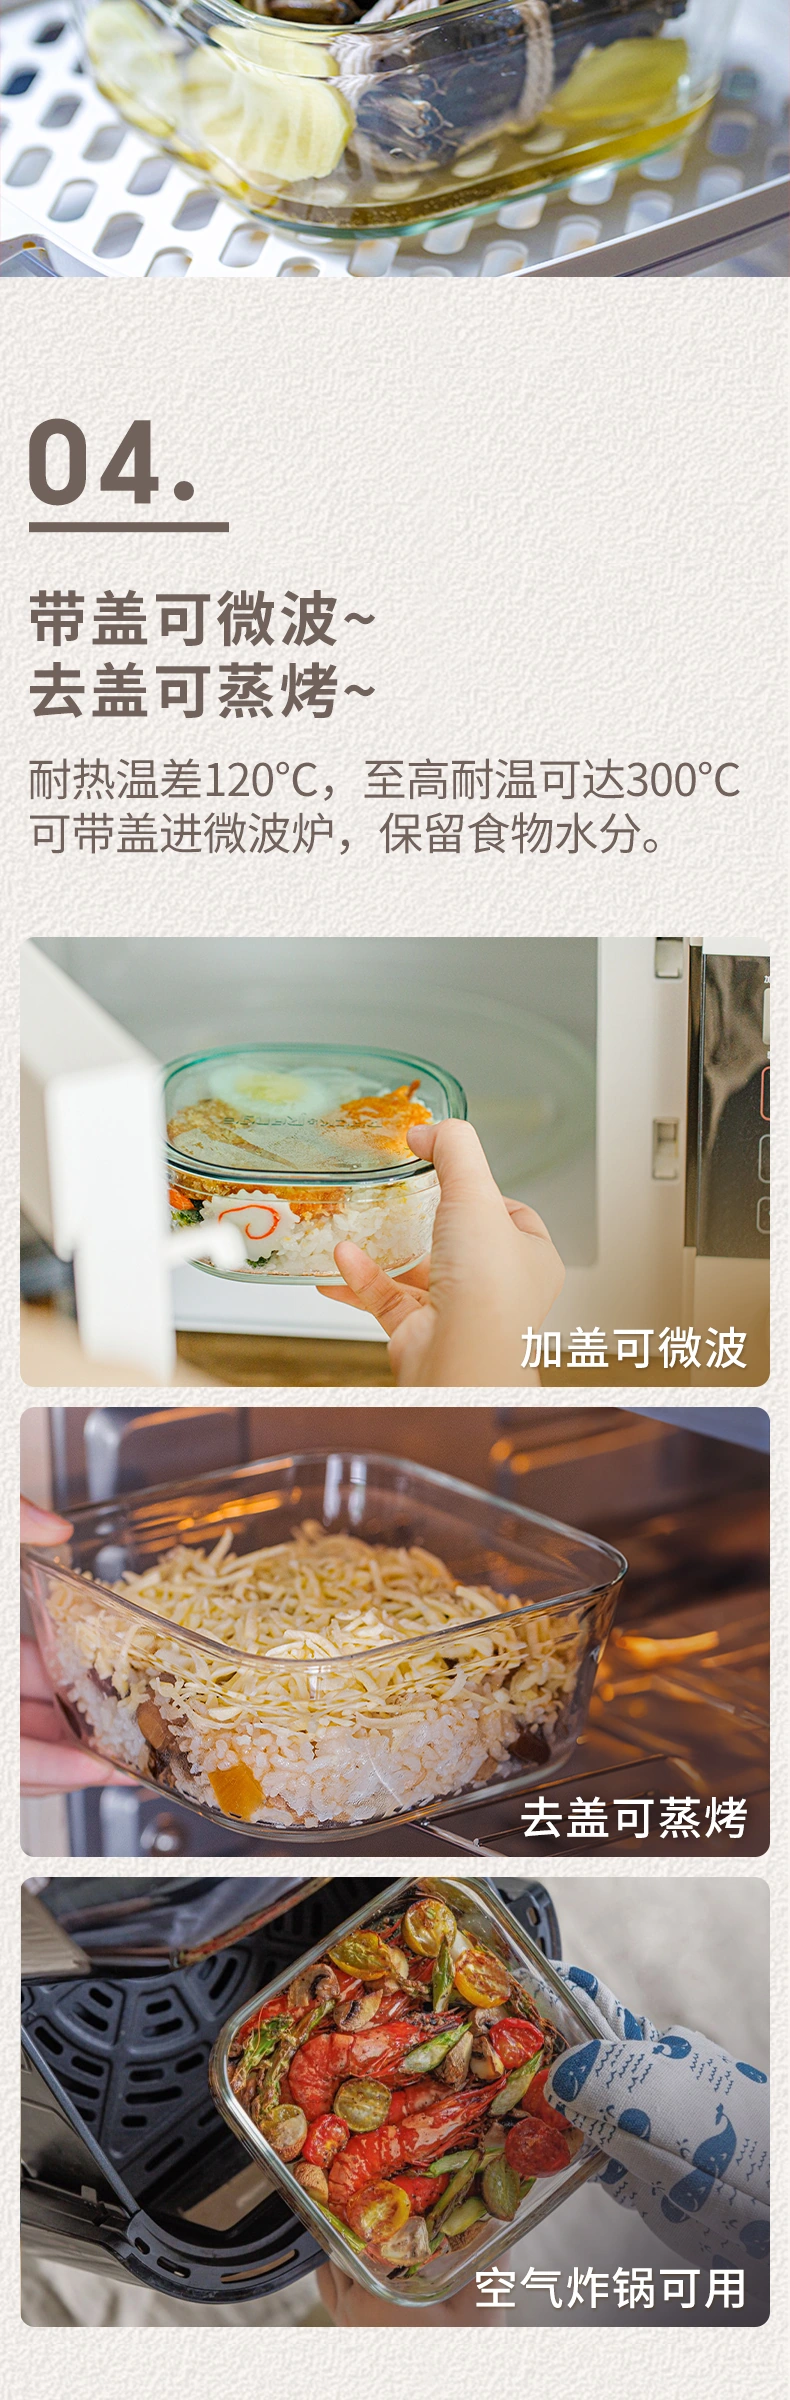 04.
带盖可微波~
去盖可蒸烤~
耐热温差120°C，至高耐温可达300°C
可带盖进微波炉，保留食物水分。
加盖可微波
去盖可蒸烤
空气炸锅可用